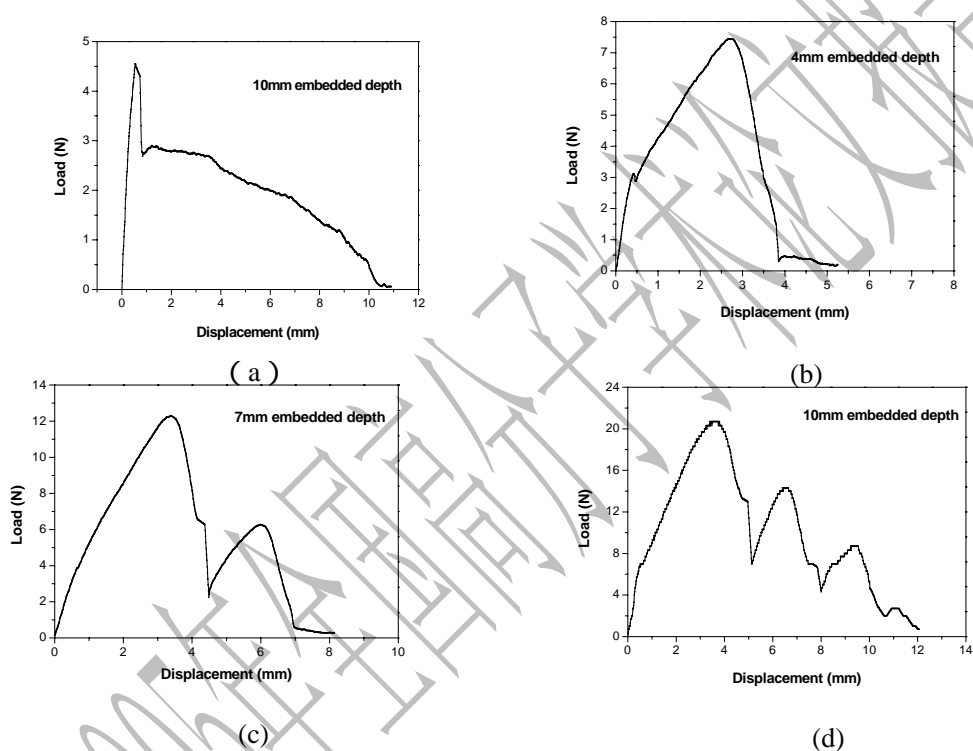 5
4
3
2
1
0
0 2 4 6 8 10 12
Load (N)
Displacement (mm)
10mm embedded depth
( a )
8
7
6
5
4
3
2
1
0
0 1 2 3 4 5 6 7 8
Load (N)
Displacement (mm)
4mm embedded depth
(b)
14
12
10
8
6
4
2
0
0 2 4 6 8 10
Load (N)
Displacement (mm)
7mm embedded depth
(c)
24
20
16
12
8
4
0
0 2 4 6 8 10 12 14
Load (N)
Displacement (mm)
10mm embedded depth
(d)